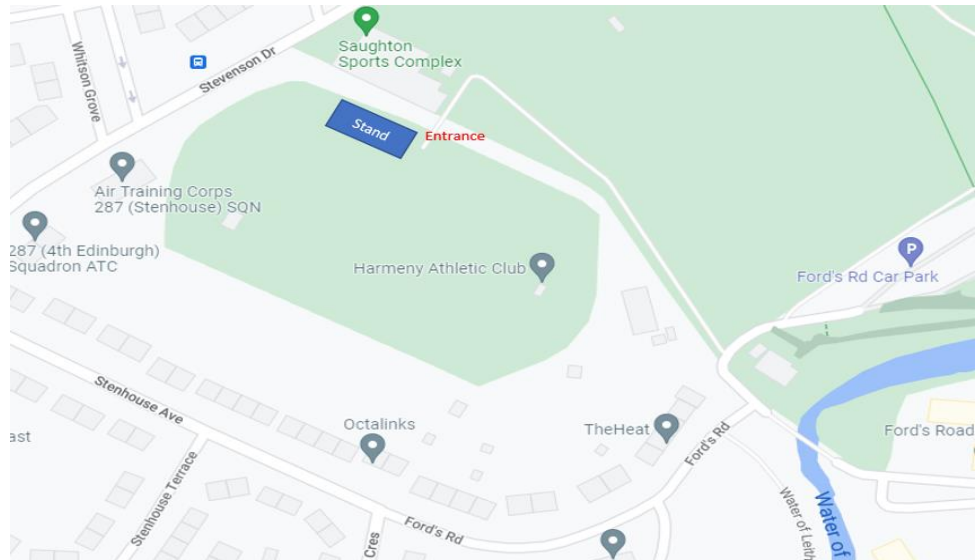 Whitson Grove
Stevenson Dr
Saughton
Sports Complex
Stand
Entrance
Air Training Corps
287 (Stenhouse) SQN
287 (4th Edinburgh)
Squadron ATC
Harmeny Athletic Club
P
Ford's Rd Car Park
Stenhouse Ave
Octalinks
TheHeat
Ford's Rd
Ford's Road
ast
Stenhouse Terrace
Ford's Rd
Cres
Water of Leith
Water of